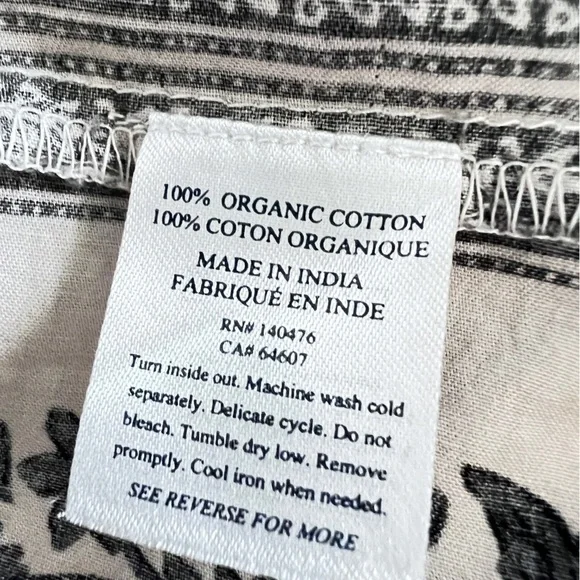 100% ORGANIC COTTON
100% COTON ORGANIQUE
MADE IN INDIA
FABRIQUÉ EN INDE
RN# 140476
CA# 64607
Turn inside out. Machine wash cold
separately. Delicate cycle. Do not
bleach. Tumble dry low. Remove
promptly. Cool iron when needed.
SEE REVERSE FOR MORE